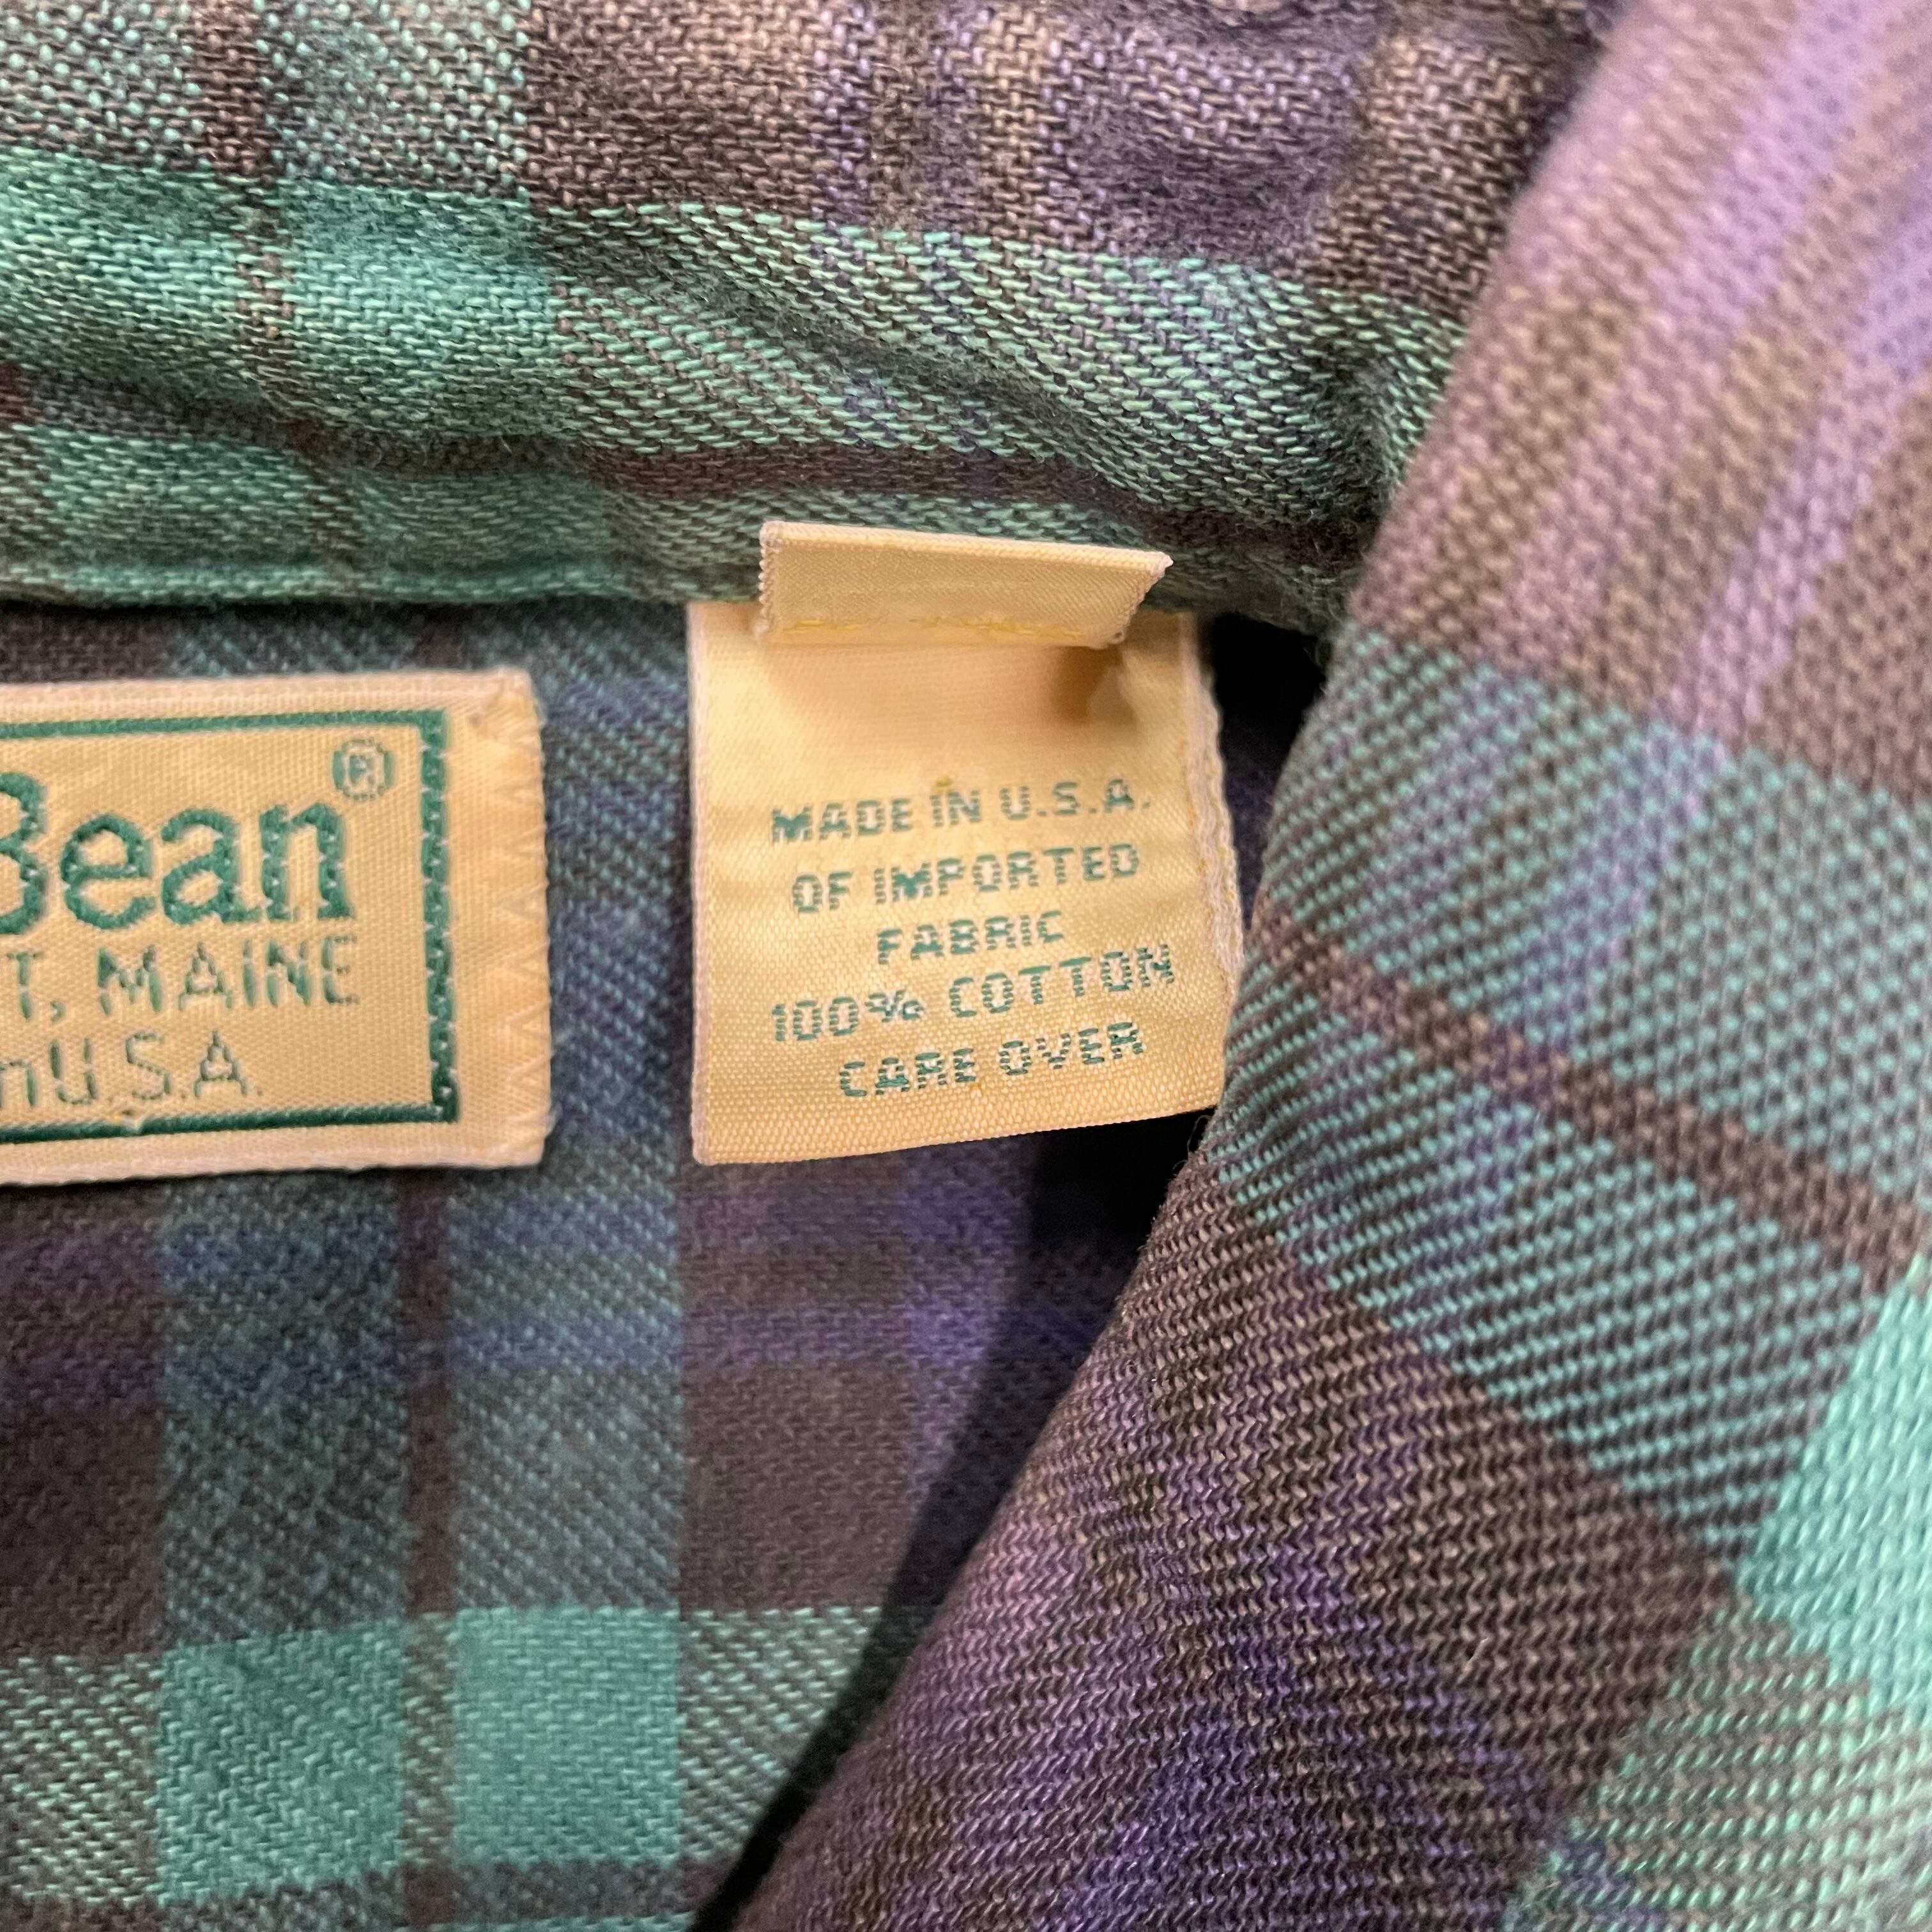 Bean®
T, MAINE
n U.S.A.
MADE IN U.S.A.
OF IMPORTED
FABRIC
100% COTTON
CARE OVER